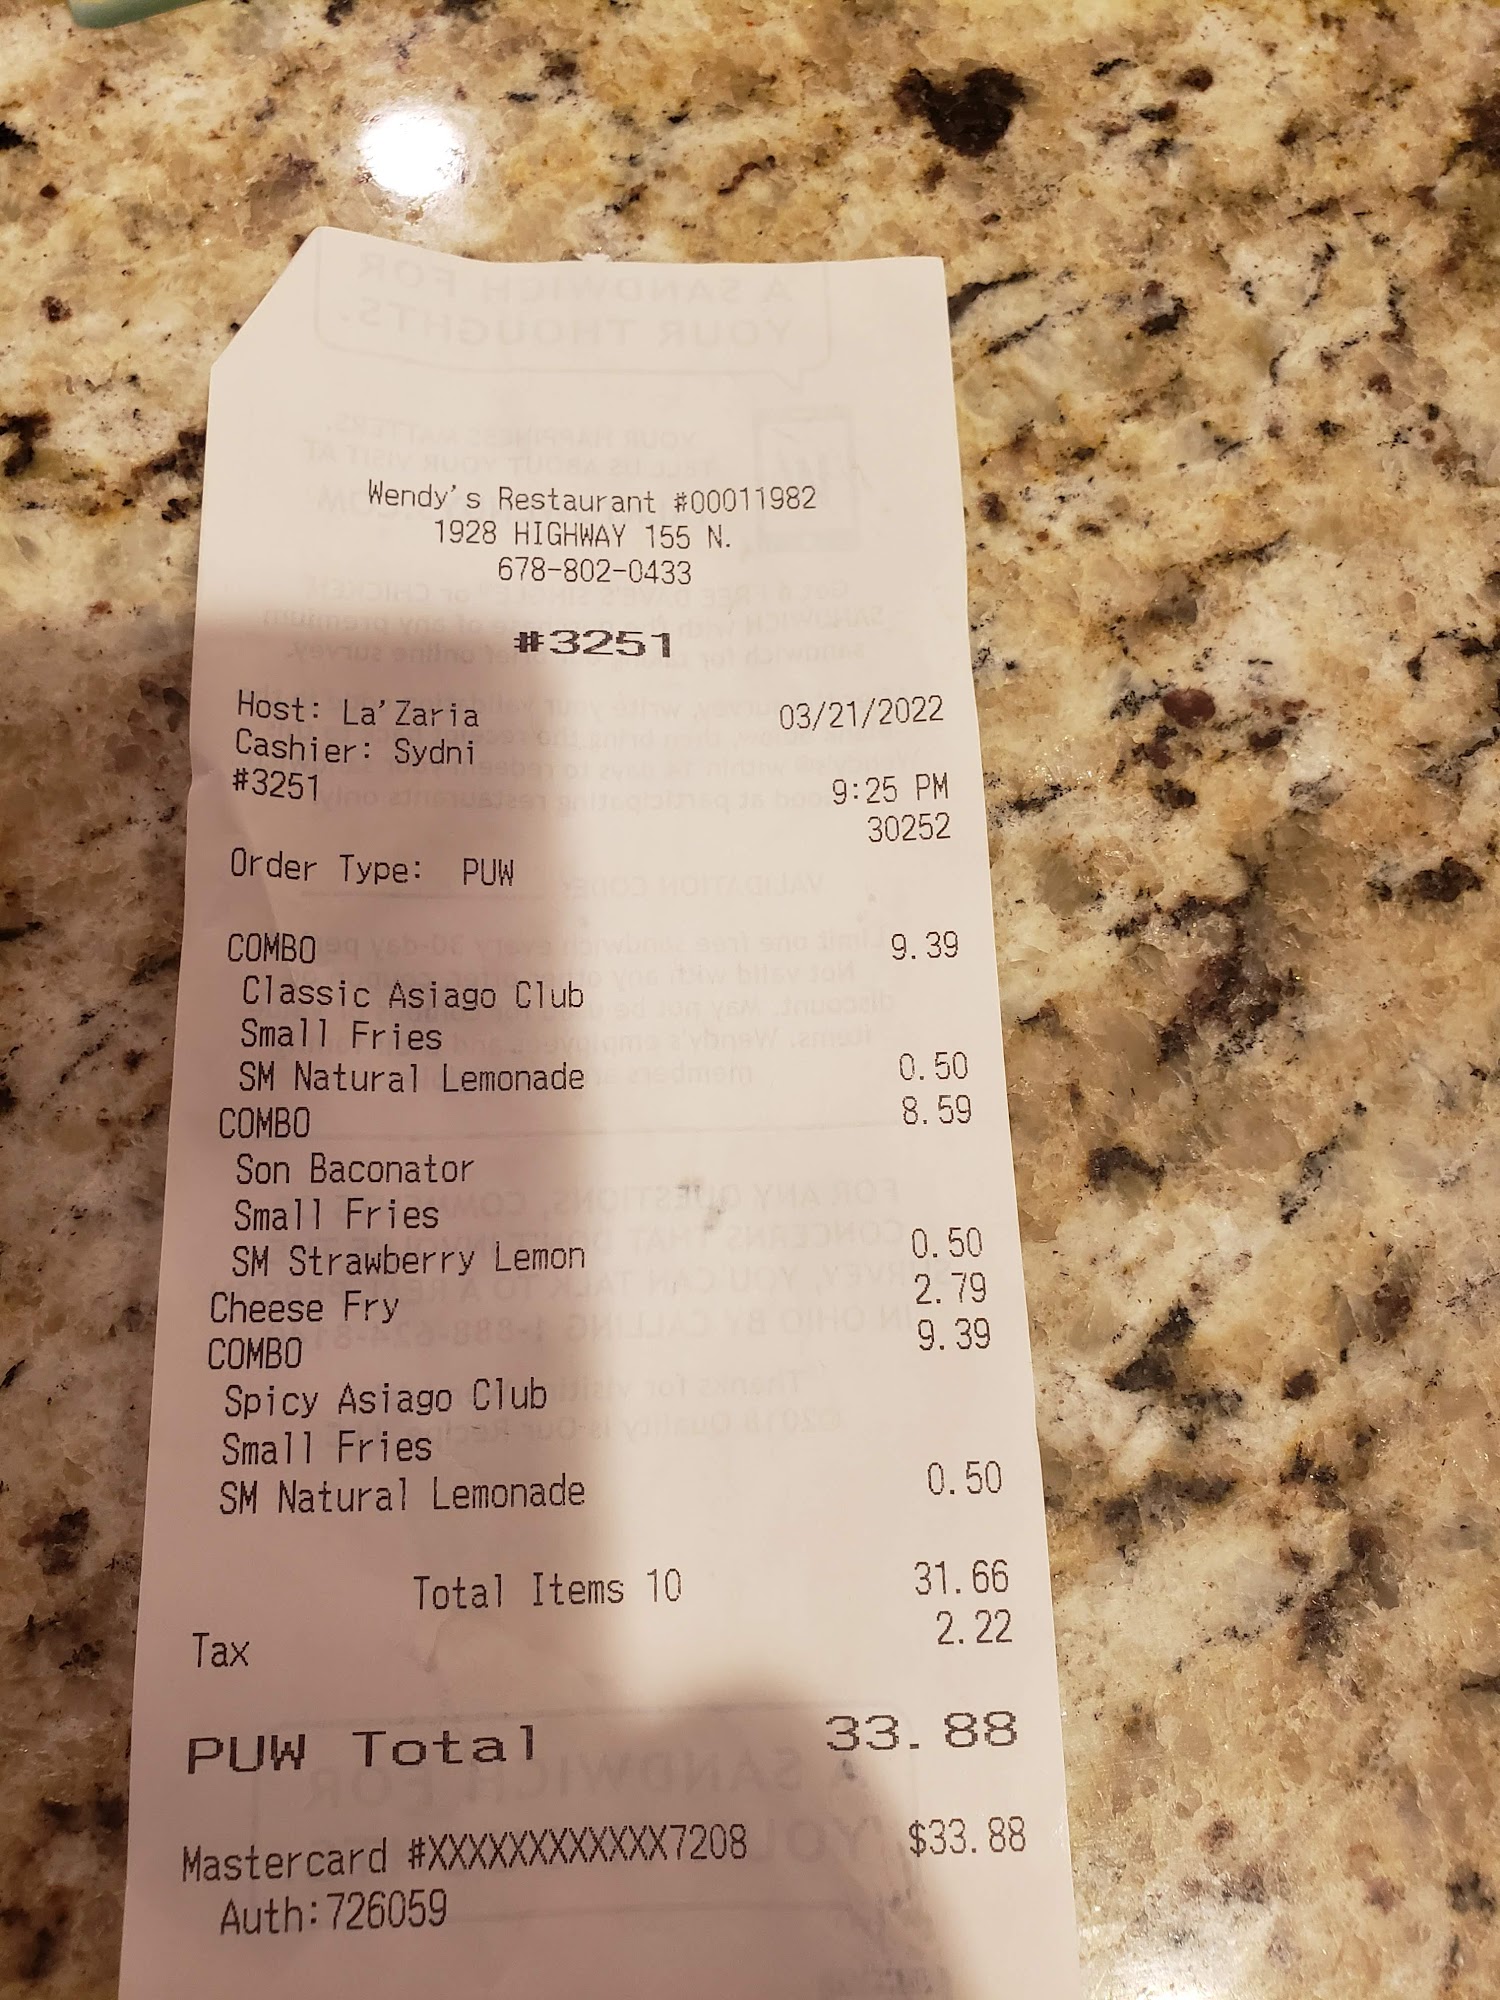 Wendy's Restaurant #00011982
1928 HIGHWAY 155 N.
678-802-0433
#3251
Host: La'Zaria 03/21/2022
Cashier: Sydni
#3251 9:25 PM
30252
Order Type: PUW
COMBO 9.39
Classic Asiago Club
Small Fries
SM Natural Lemonade 0.50
COMBO 8.59
Son Baconator
Small Fries
SM Strawberry Lemon 0.50
Cheese Fry 2.79
COMBO 9.39
Spicy Asiago Club
Small Fries
SM Natural Lemonade 0.50
Total Items 10 31.66
Tax 2.22
PUW Total 33.88
Mastercard #XXXXXXXXXXXX7208 $33.88
Auth:726059